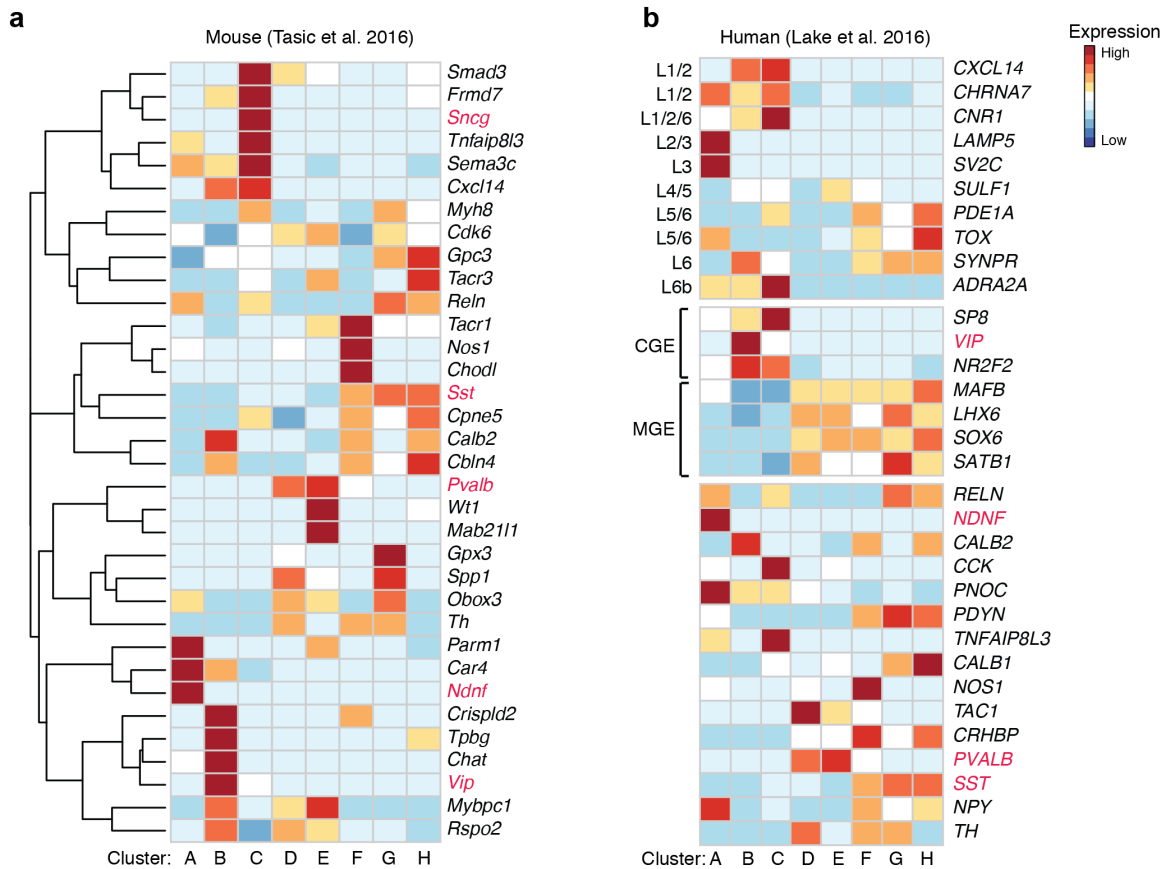 a
Mouse (Tasic et al. 2016)
Smad3
Frmd7
Sncg
Tnfaip8l3
Sema3c
Cxcl14
Myh8
Cdk6
Gpc3
Tacr3
Reln
Tacr1
Nos1
Chodl
Sst
Cpne5
Calb2
Cbln4
Pvalb
Wt1
Mab21l1
Gpx3
Spp1
Obox3
Th
Parm1
Car4
Ndnf
Crispld2
Tpbg
Chat
Vip
Mybpc1
Rspo2
Cluster: A B C D E F G H
b
Human (Lake et al. 2016)
Expression
High
Low
L1/2 CXCL14
L1/2 CHRNA7
L1/2/6 CNR1
L2/3 LAMP5
L3 SV2C
L4/5 SULF1
L5/6 PDE1A
L5/6 TOX
L6 SYNPR
L6b ADRA2A
CGE
SP8
VIP
NR2F2
MGE
MAFB
LHX6
SOX6
SATB1
RELN
NDNF
CALB2
CCK
PNOC
PDYN
TNFAIP8L3
CALB1
NOS1
TAC1
CRHBP
PVALB
SST
NPY
TH
Cluster: A B C D E F G H